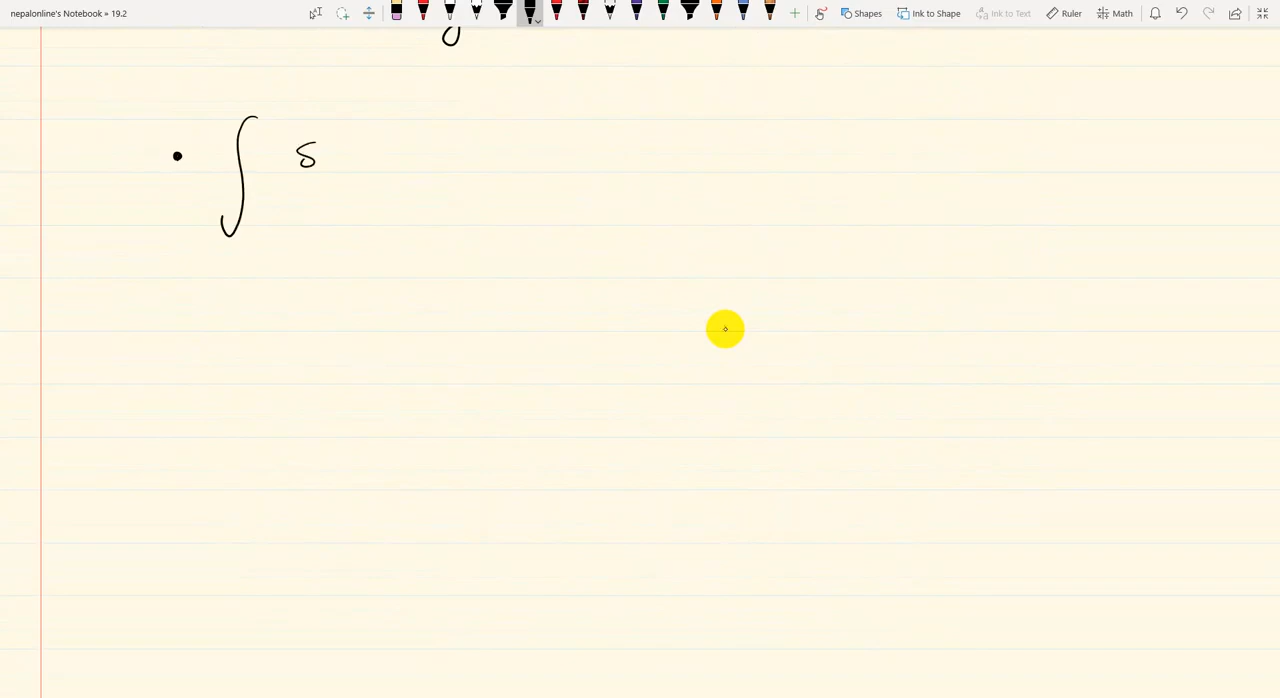 nepalonline's Notebook » 19.2 Shapes Ink to Shape Ink to Text Ruler Math
• ∫ s